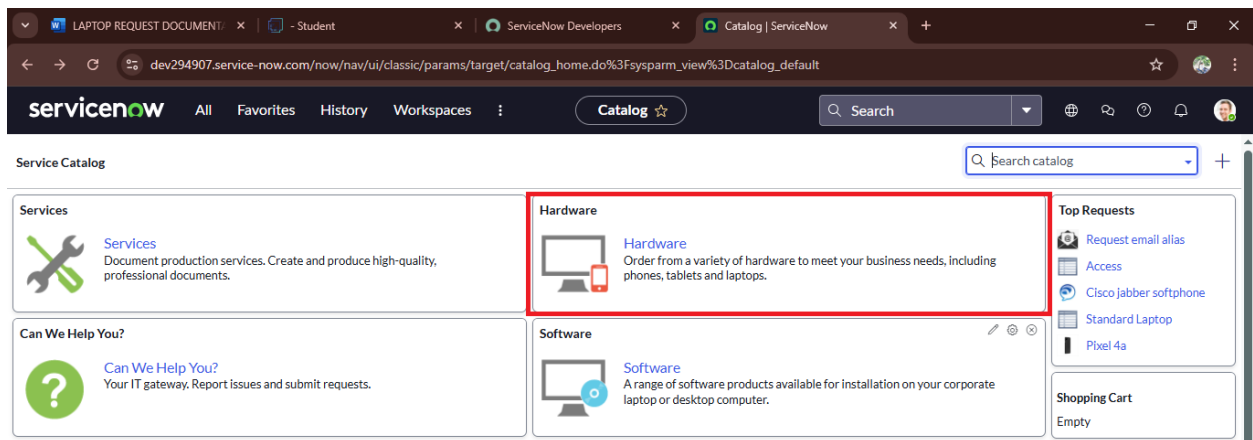 LAPTOP REQUEST DOCUMENTA
- Student
ServiceNow Developers
Catalog | ServiceNow
dev294907.service-now.com/now/nav/ui/classic/params/target/catalog_home.do%3Fsysparm_view%3Dcatalog_default
servicenow
All
Favorites
History
Workspaces
Catalog
Search
Service Catalog
Search catalog
Services
Services
Document production services. Create and produce high-quality,
professional documents.
Hardware
Hardware
Order from a variety of hardware to meet your business needs, including
phones, tablets and laptops.
Top Requests
Request email alias
Access
Cisco jabber softphone
Standard Laptop
Pixel 4a
Can We Help You?
Can We Help You?
Your IT gateway. Report issues and submit requests.
Software
Software
A range of software products available for installation on your corporate
laptop or desktop computer.
Shopping Cart
Empty